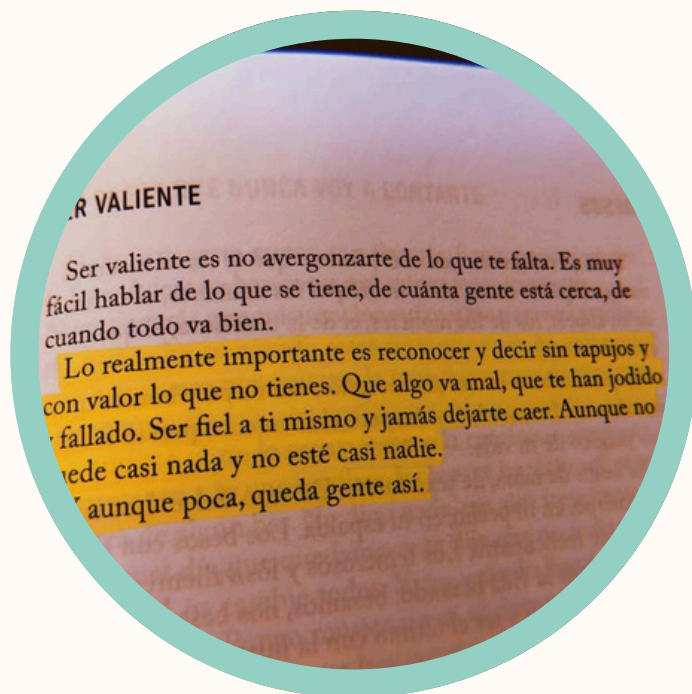 ER VALIENTE
Ser valiente es no avergonzarte de lo que te falta. Es muy
fácil hablar de lo que se tiene, de cuánta gente está cerca, de
cuando todo va bien.
Lo realmente importante es reconocer y decir sin tapujos y
con valor lo que no tienes. Que algo va mal, que te han jodido
y fallado. Ser fiel a ti mismo y jamás dejarte caer. Aunque no
uede casi nada y no esté casi nadie.
Y aunque poca, queda gente así.